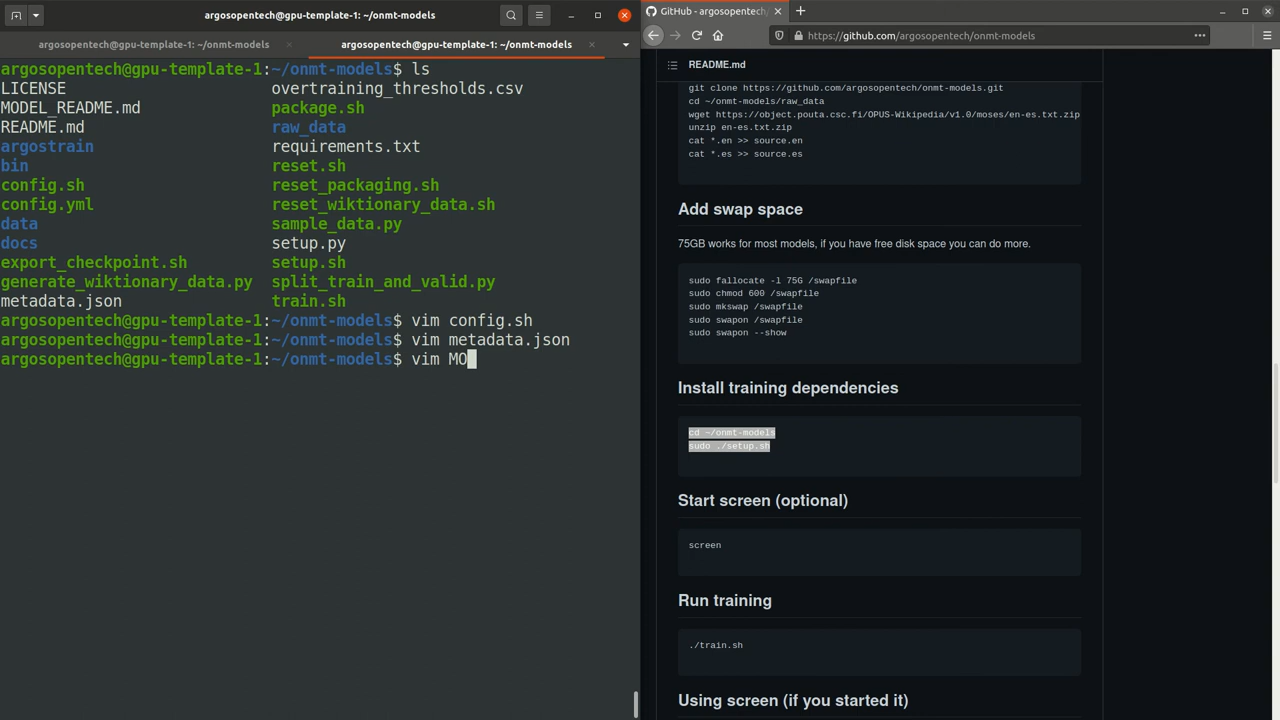 argosopentech@gpu-template-1: ~/onmt-models
argosopentech@gpu-template-1: ~/onmt-models ×
argosopentech@gpu-template-1: ~/onmt-models ×
argosopentech@gpu-template-1:~/onmt-models$ ls
LICENSE overtraining_thresholds.csv
MODEL_README.md package.sh
README.md raw_data
argostrain requirements.txt
bin reset.sh
config.sh reset_packaging.sh
config.yml reset_wiktionary_data.sh
data sample_data.py
docs setup.py
export_checkpoint.sh setup.sh
generate_wiktionary_data.py split_train_and_valid.py
metadata.json train.sh
argosopentech@gpu-template-1:~/onmt-models$ vim config.sh
argosopentech@gpu-template-1:~/onmt-models$ vim metadata.json
argosopentech@gpu-template-1:~/onmt-models$ vim MO
GitHub - argosopentech/
https://github.com/argosopentech/onmt-models
README.md
git clone https://github.com/argosopentech/onmt-models.git
cd ~/onmt-models/raw_data
wget https://object.pouta.csc.fi/OPUS-Wikipedia/v1.0/moses/en-es.txt.zip
unzip en-es.txt.zip
cat *.en >> source.en
cat *.es >> source.es
Add swap space
75GB works for most models, if you have free disk space you can do more.
sudo fallocate -l 75G /swapfile
sudo chmod 600 /swapfile
sudo mkswap /swapfile
sudo swapon /swapfile
sudo swapon --show
Install training dependencies
cd ~/onmt-models
sudo ./setup.sh
Start screen (optional)
screen
Run training
./train.sh
Using screen (if you started it)